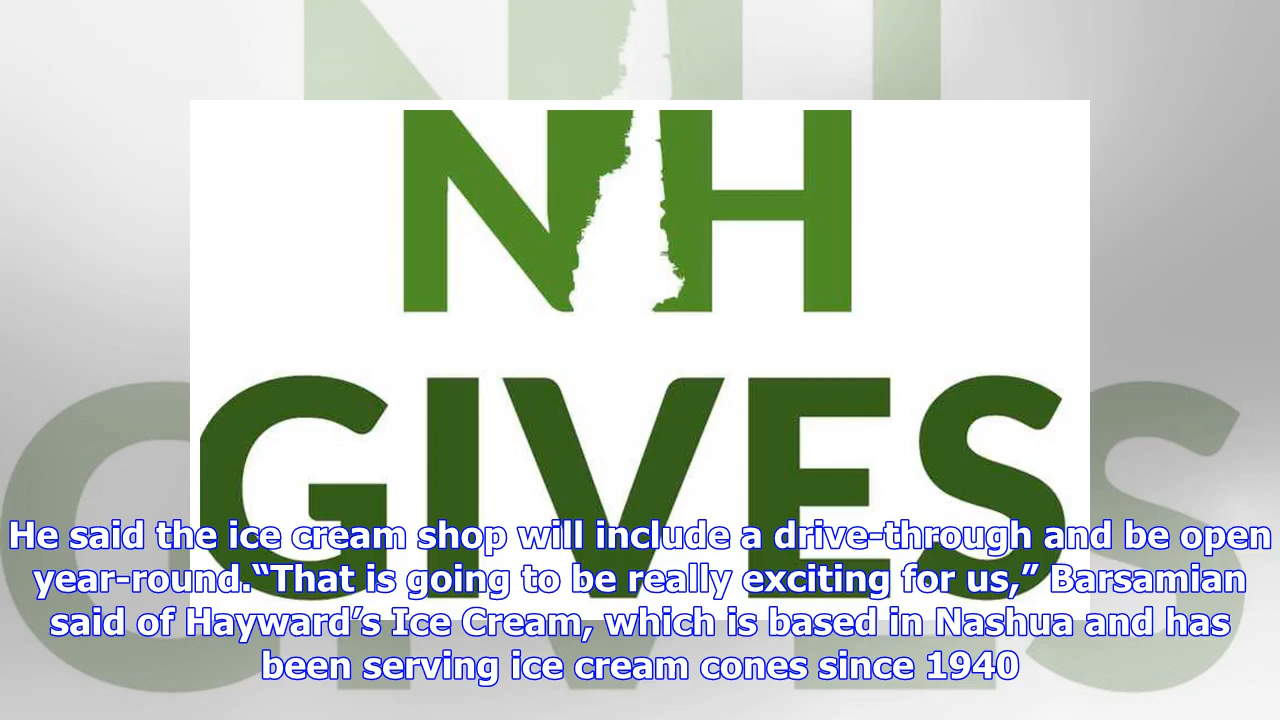 NH
GIVES
He said the ice cream shop will include a drive-through and be open
year-round.“That is going to be really exciting for us,” Barsamian
said of Hayward’s Ice Cream, which is based in Nashua and has
been serving ice cream cones since 1940